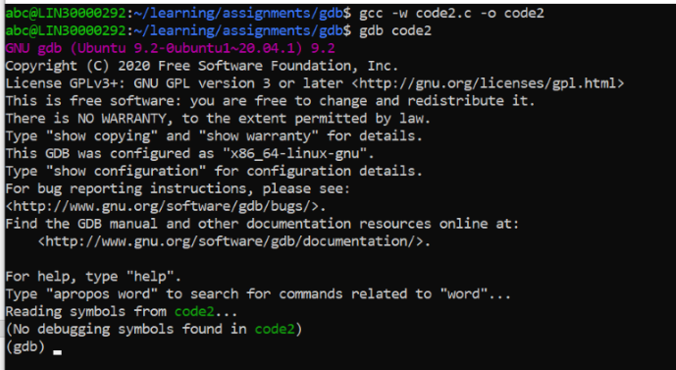 abc@LIN30000292:~/learning/assignments/gdb$ gcc -w code2.c -o code2
abc@LIN30000292:~/learning/assignments/gdb$ gdb code2
GNU gdb (Ubuntu 9.2-0ubuntu1~20.04.1) 9.2
Copyright (C) 2020 Free Software Foundation, Inc.
License GPLv3+: GNU GPL version 3 or later <http://gnu.org/licenses/gpl.html>
This is free software: you are free to change and redistribute it.
There is NO WARRANTY, to the extent permitted by law.
Type "show copying" and "show warranty" for details.
This GDB was configured as "x86_64-linux-gnu".
Type "show configuration" for configuration details.
For bug reporting instructions, please see:
<http://www.gnu.org/software/gdb/bugs/>.
Find the GDB manual and other documentation resources online at:
    <http://www.gnu.org/software/gdb/documentation/>.

For help, type "help".
Type "apropos word" to search for commands related to "word"...
Reading symbols from code2...
(No debugging symbols found in code2)
(gdb)